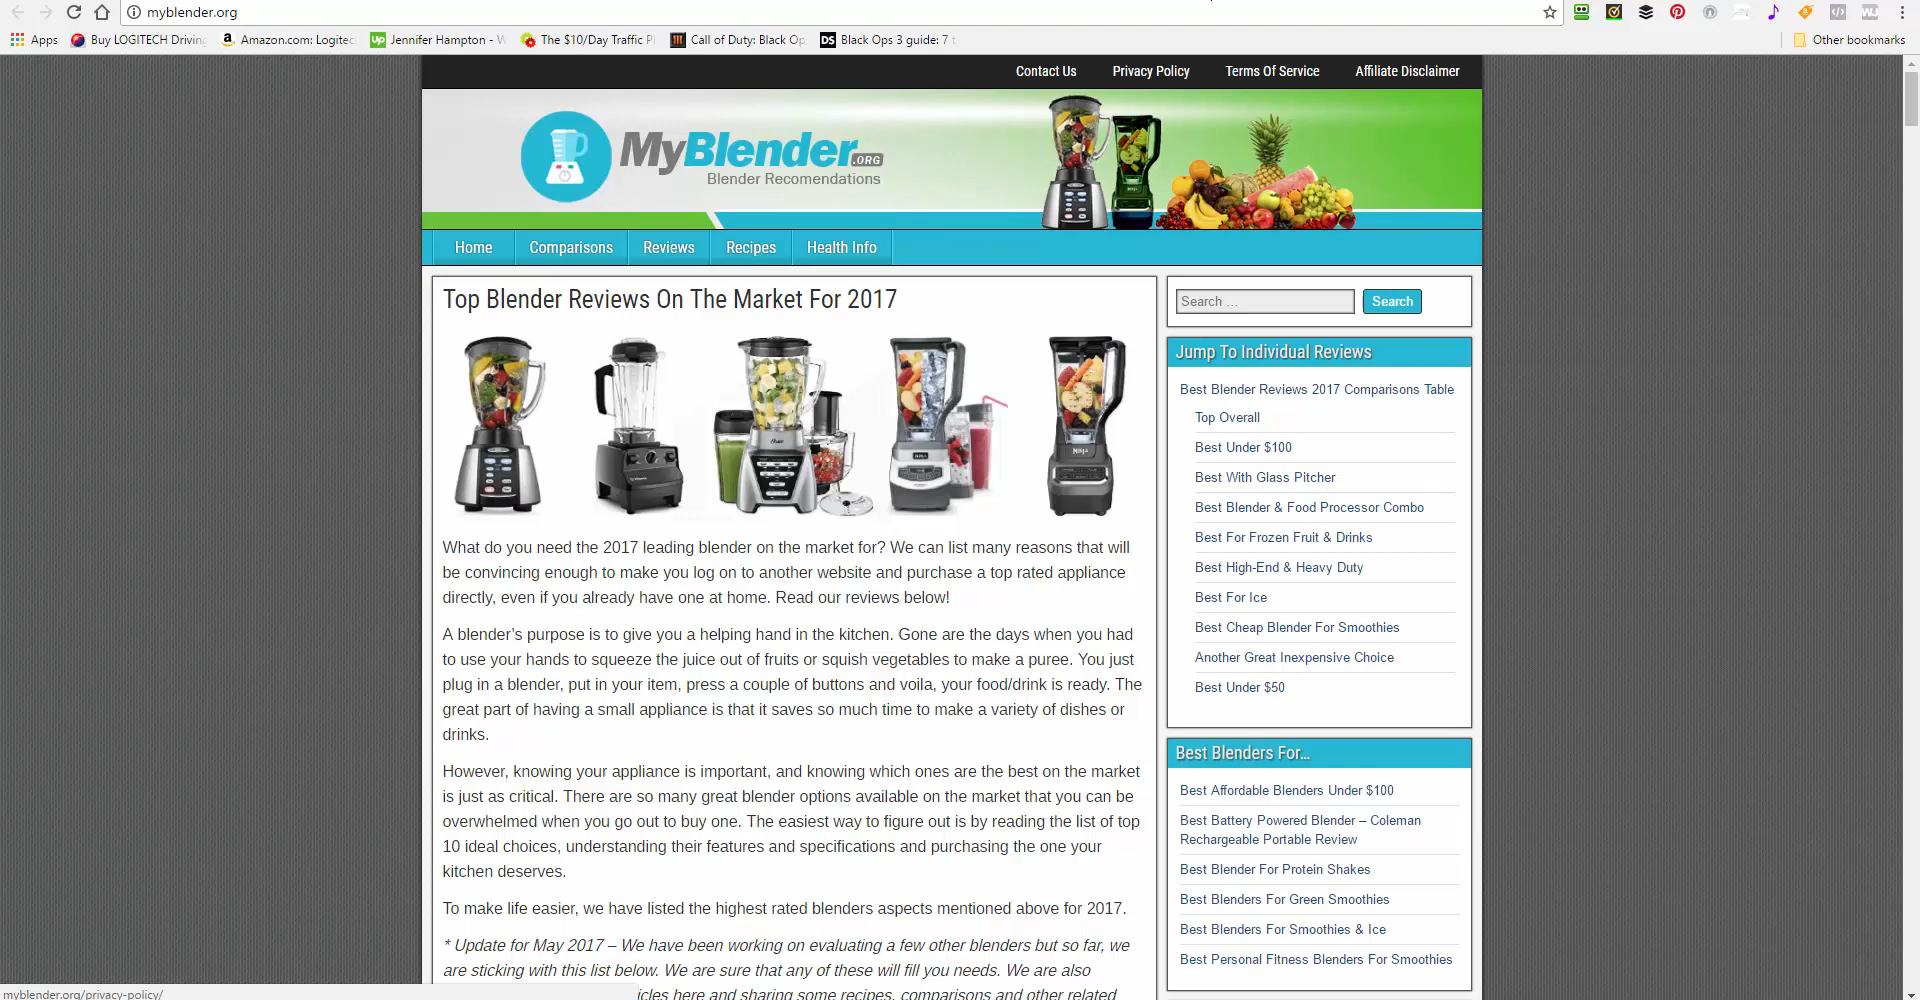 myblender.org
Apps
Buy LOGITECH Driving
Amazon.com: Logitec
Up
Jennifer Hampton - W
The $10/Day Traffic Pl
Call of Duty: Black Op
DS
Black Ops 3 guide: 7 t
Other bookmarks
Contact Us
Privacy Policy
Terms Of Service
Affiliate Disclaimer
MyBlender.ORG
Blender Recomendations
Home
Comparisons
Reviews
Recipes
Health Info
Top Blender Reviews On The Market For 2017
What do you need the 2017 leading blender on the market for? We can list many reasons that will
be convincing enough to make you log on to another website and purchase a top rated appliance
directly, even if you already have one at home. Read our reviews below!
A blender’s purpose is to give you a helping hand in the kitchen. Gone are the days when you had
to use your hands to squeeze the juice out of fruits or squish vegetables to make a puree. You just
plug in a blender, put in your item, press a couple of buttons and voila, your food/drink is ready. The
great part of having a small appliance is that it saves so much time to make a variety of dishes or
drinks.
However, knowing your appliance is important, and knowing which ones are the best on the market
is just as critical. There are so many great blender options available on the market that you can be
overwhelmed when you go out to buy one. The easiest way to figure out is by reading the list of top
10 ideal choices, understanding their features and specifications and purchasing the one your
kitchen deserves.
To make life easier, we have listed the highest rated blenders aspects mentioned above for 2017.
* Update for May 2017 – We have been working on evaluating a few other blenders but so far, we
are sticking with this list below. We are sure that any of these will fill you needs. We are also
icles here and sharing some recipes, comparisons and other related
Search ...
Search
Jump To Individual Reviews
Best Blender Reviews 2017 Comparisons Table
Top Overall
Best Under $100
Best With Glass Pitcher
Best Blender & Food Processor Combo
Best For Frozen Fruit & Drinks
Best High-End & Heavy Duty
Best For Ice
Best Cheap Blender For Smoothies
Another Great Inexpensive Choice
Best Under $50
Best Blenders For...
Best Affordable Blenders Under $100
Best Battery Powered Blender – Coleman
Rechargeable Portable Review
Best Blender For Protein Shakes
Best Blenders For Green Smoothies
Best Blenders For Smoothies & Ice
Best Personal Fitness Blenders For Smoothies
myblender.org/privacy-policy/